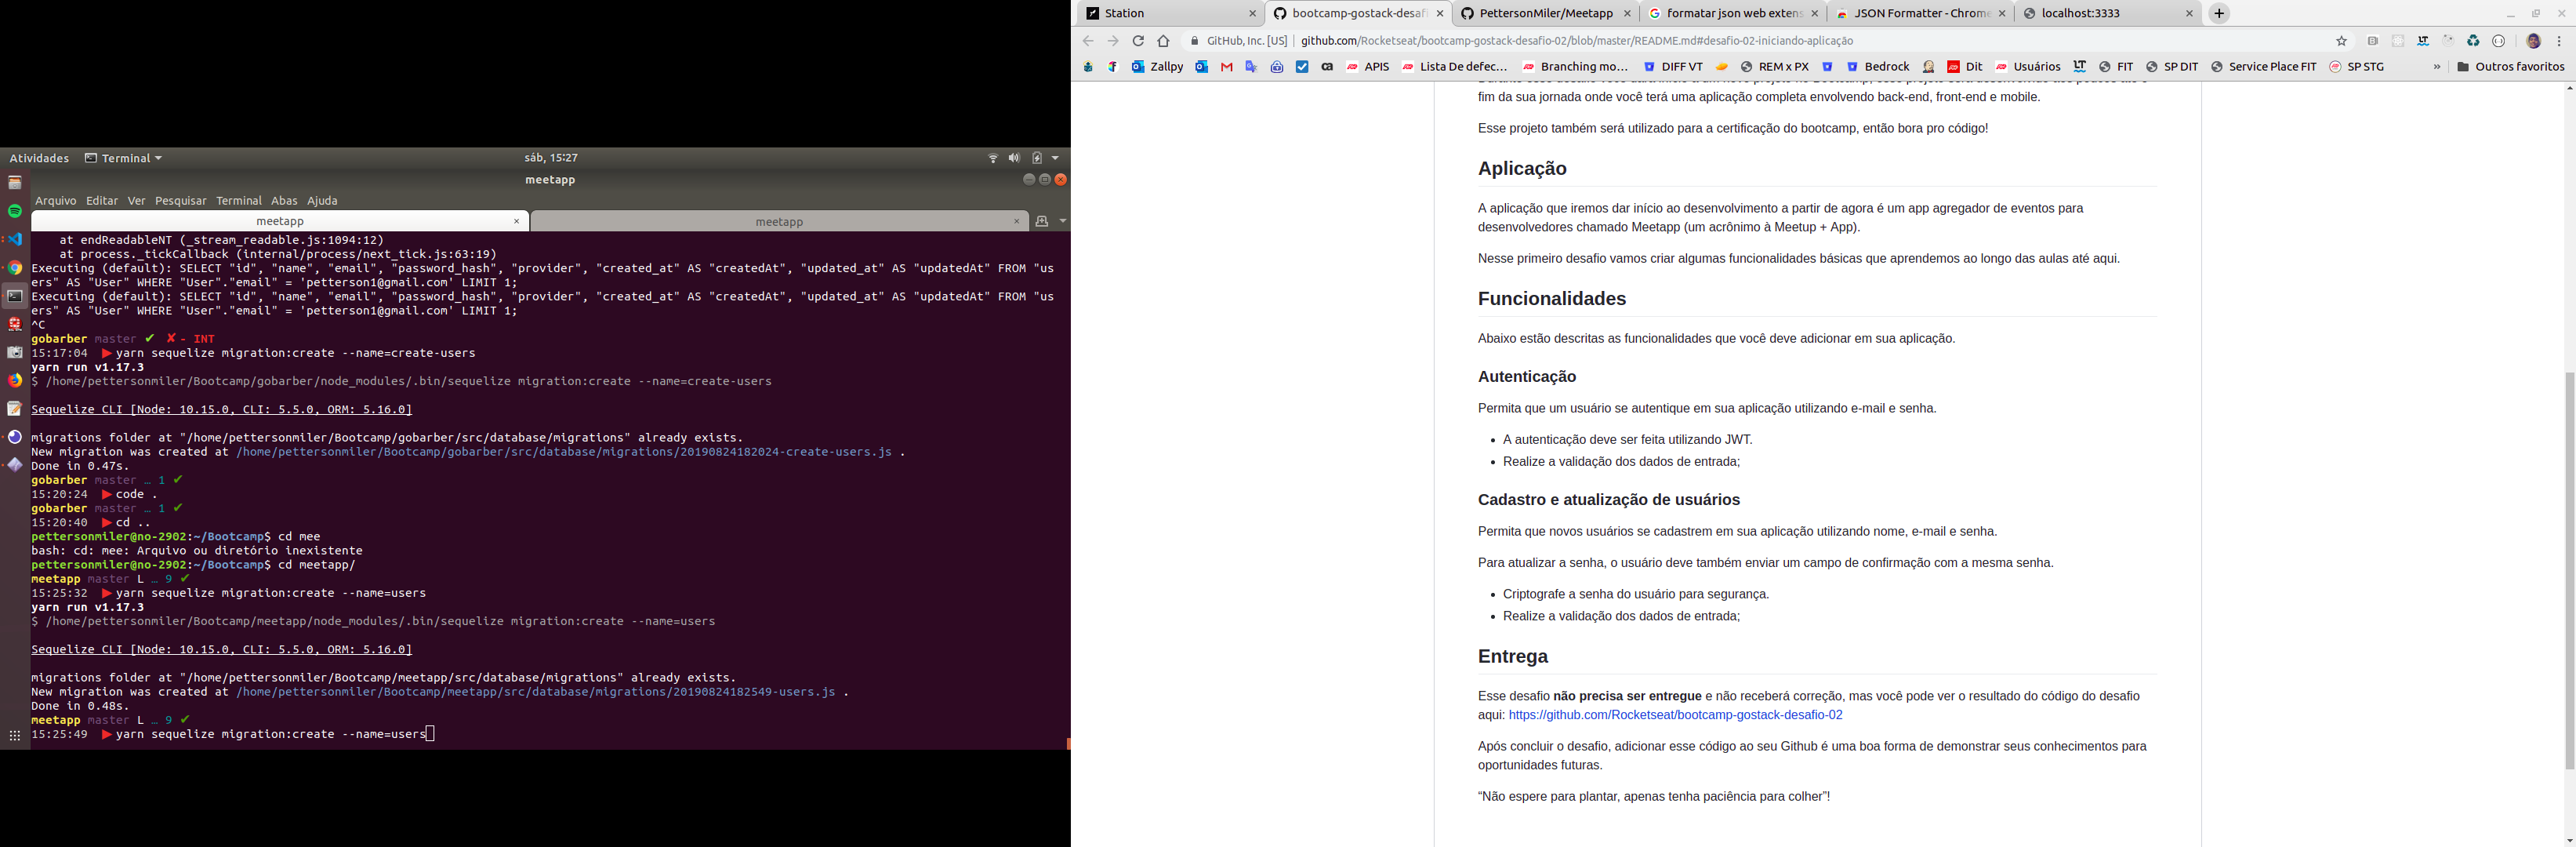 Atividades
Terminal
sáb, 15:27
meetapp
Arquivo Editar Ver Pesquisar Terminal Abas Ajuda
meetapp
meetapp
    at endReadableNT (_stream_readable.js:1094:12)
    at process._tickCallback (internal/process/next_tick.js:63:19)
Executing (default): SELECT "id", "name", "email", "password_hash", "provider", "created_at" AS "createdAt", "updated_at" AS "updatedAt" FROM "us
ers" AS "User" WHERE "User"."email" = 'petterson1@gmail.com' LIMIT 1;
Executing (default): SELECT "id", "name", "email", "password_hash", "provider", "created_at" AS "createdAt", "updated_at" AS "updatedAt" FROM "us
ers" AS "User" WHERE "User"."email" = 'petterson1@gmail.com' LIMIT 1;
^C
gobarber master ✔ ✘ - INT
15:17:04 ▶ yarn sequelize migration:create --name=create-users
yarn run v1.17.3
$ /home/pettersonmiler/Bootcamp/gobarber/node_modules/.bin/sequelize migration:create --name=create-users
Sequelize CLI [Node: 10.15.0, CLI: 5.5.0, ORM: 5.16.0]
migrations folder at "/home/pettersonmiler/Bootcamp/gobarber/src/database/migrations" already exists.
New migration was created at /home/pettersonmiler/Bootcamp/gobarber/src/database/migrations/20190824182024-create-users.js .
Done in 0.47s.
gobarber master … 1 ✔
15:20:24 ▶ code .
gobarber master … 1 ✔
15:20:40 ▶ cd ..
pettersonmiler@no-2902:~/Bootcamp$ cd mee
bash: cd: mee: Arquivo ou diretório inexistente
pettersonmiler@no-2902:~/Bootcamp$ cd meetapp/
meetapp master L … 9 ✔
15:25:32 ▶ yarn sequelize migration:create --name=users
yarn run v1.17.3
$ /home/pettersonmiler/Bootcamp/meetapp/node_modules/.bin/sequelize migration:create --name=users
Sequelize CLI [Node: 10.15.0, CLI: 5.5.0, ORM: 5.16.0]
migrations folder at "/home/pettersonmiler/Bootcamp/meetapp/src/database/migrations" already exists.
New migration was created at /home/pettersonmiler/Bootcamp/meetapp/src/database/migrations/20190824182549-users.js .
Done in 0.48s.
meetapp master L … 9 ✔
15:25:49 ▶ yarn sequelize migration:create --name=users
Station
bootcamp-gostack-desafi
PettersonMiler/Meetapp
formatar json web extens
JSON Formatter - Chrome
localhost:3333
GitHub, Inc. [US] | github.com/Rocketseat/bootcamp-gostack-desafio-02/blob/master/README.md#desafio-02-iniciando-aplicação
Zallpy APIS Lista De defec... Branching mo... DIFF VT REM x PX Bedrock Dit Usuários FIT SP DIT Service Place FIT SP STG » Outros favoritos
fim da sua jornada onde você terá uma aplicação completa envolvendo back-end, front-end e mobile.
Esse projeto também será utilizado para a certificação do bootcamp, então bora pro código!
Aplicação
A aplicação que iremos dar início ao desenvolvimento a partir de agora é um app agregador de eventos para
desenvolvedores chamado Meetapp (um acrônimo à Meetup + App).
Nesse primeiro desafio vamos criar algumas funcionalidades básicas que aprendemos ao longo das aulas até aqui.
Funcionalidades
Abaixo estão descritas as funcionalidades que você deve adicionar em sua aplicação.
Autenticação
Permita que um usuário se autentique em sua aplicação utilizando e-mail e senha.
• A autenticação deve ser feita utilizando JWT.
• Realize a validação dos dados de entrada;
Cadastro e atualização de usuários
Permita que novos usuários se cadastrem em sua aplicação utilizando nome, e-mail e senha.
Para atualizar a senha, o usuário deve também enviar um campo de confirmação com a mesma senha.
• Criptografe a senha do usuário para segurança.
• Realize a validação dos dados de entrada;
Entrega
Esse desafio não precisa ser entregue e não receberá correção, mas você pode ver o resultado do código do desafio
aqui: https://github.com/Rocketseat/bootcamp-gostack-desafio-02
Após concluir o desafio, adicionar esse código ao seu Github é uma boa forma de demonstrar seus conhecimentos para
oportunidades futuras.
“Não espere para plantar, apenas tenha paciência para colher”!